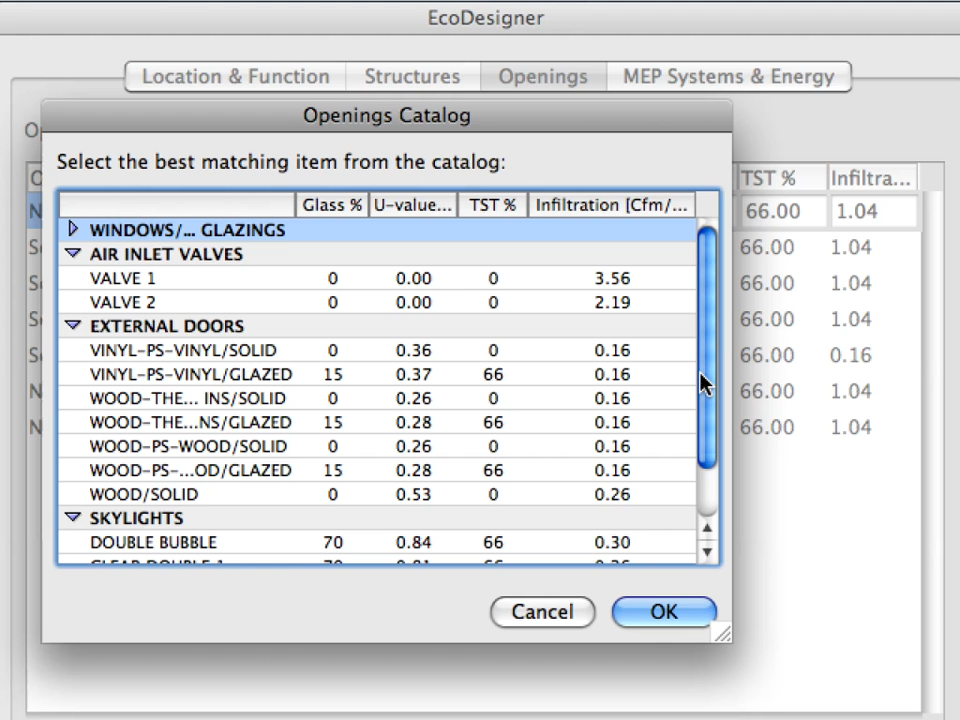 EcoDesigner
Location & Function Structures Openings MEP Systems & Energy
Openings Catalog
Select the best matching item from the catalog:
TST % Infiltra...
Glass % U-value... TST % Infiltration [Cfm/...
66.00 1.04
WINDOWS/... GLAZINGS
AIR INLET VALVES
66.00 1.04
VALVE 1 0 0.00 0 3.56
66.00 1.04
VALVE 2 0 0.00 0 2.19
EXTERNAL DOORS
66.00 1.04
VINYL-PS-VINYL/SOLID 0 0.36 0 0.16
66.00 0.16
VINYL-PS-VINYL/GLAZED 15 0.37 66 0.16
WOOD-THE... INS/SOLID 0 0.26 0 0.16
66.00 1.04
WOOD-THE...NS/GLAZED 15 0.28 66 0.16
66.00 1.04
WOOD-PS-WOOD/SOLID 0 0.26 0 0.16
WOOD-PS-...OD/GLAZED 15 0.28 66 0.16
WOOD/SOLID 0 0.53 0 0.26
SKYLIGHTS
DOUBLE BUBBLE 70 0.84 66 0.30
Cancel OK